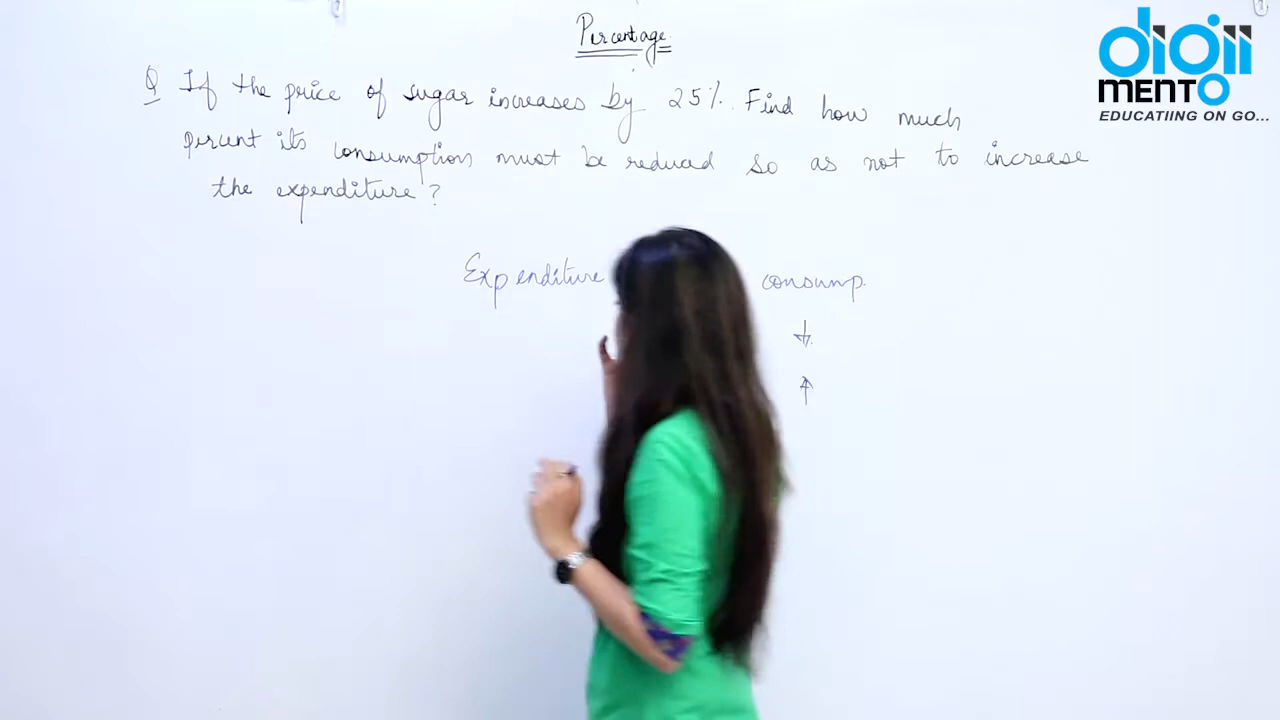 Percentage
Q If the price of sugar increases by 25%. Find how much
percent its consumption must be reduced so as not to increase
the expenditure?
Expenditure consump.
digii
MENTO
EDUCATIING ON GO...